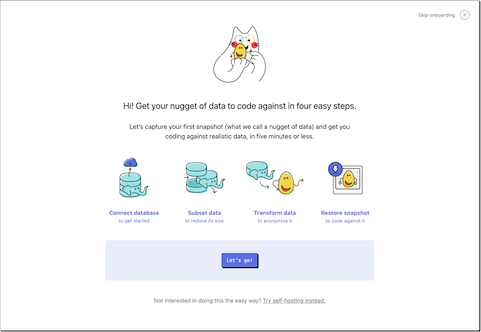 Skip onboarding
Hi! Get your nugget of data to code against in four easy steps.
Let's capture your first snapshot (what we call a nugget of data) and get you
coding against realistic data, in five minutes or less.
Connect database
to get started
Subset data
to reduce its size
Transform data
to anonymize it
Restore snapshot
to code against it
Let's go!
Not interested in doing this the easy way? Try self-hosting instead.